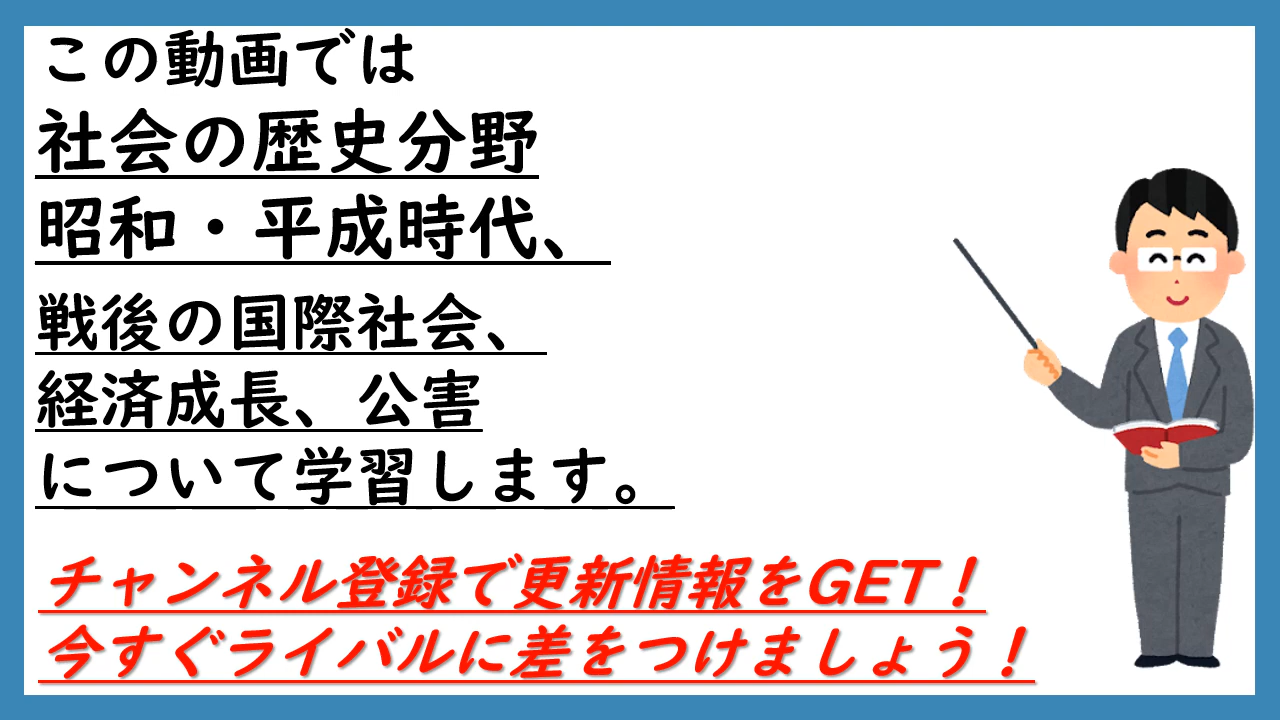 この動画では
社会の歴史分野
昭和・平成時代、
戦後の国際社会、
経済成長、公害
について学習します。
チャンネル登録で更新情報をGET！
今すぐライバルに差をつけましょう！